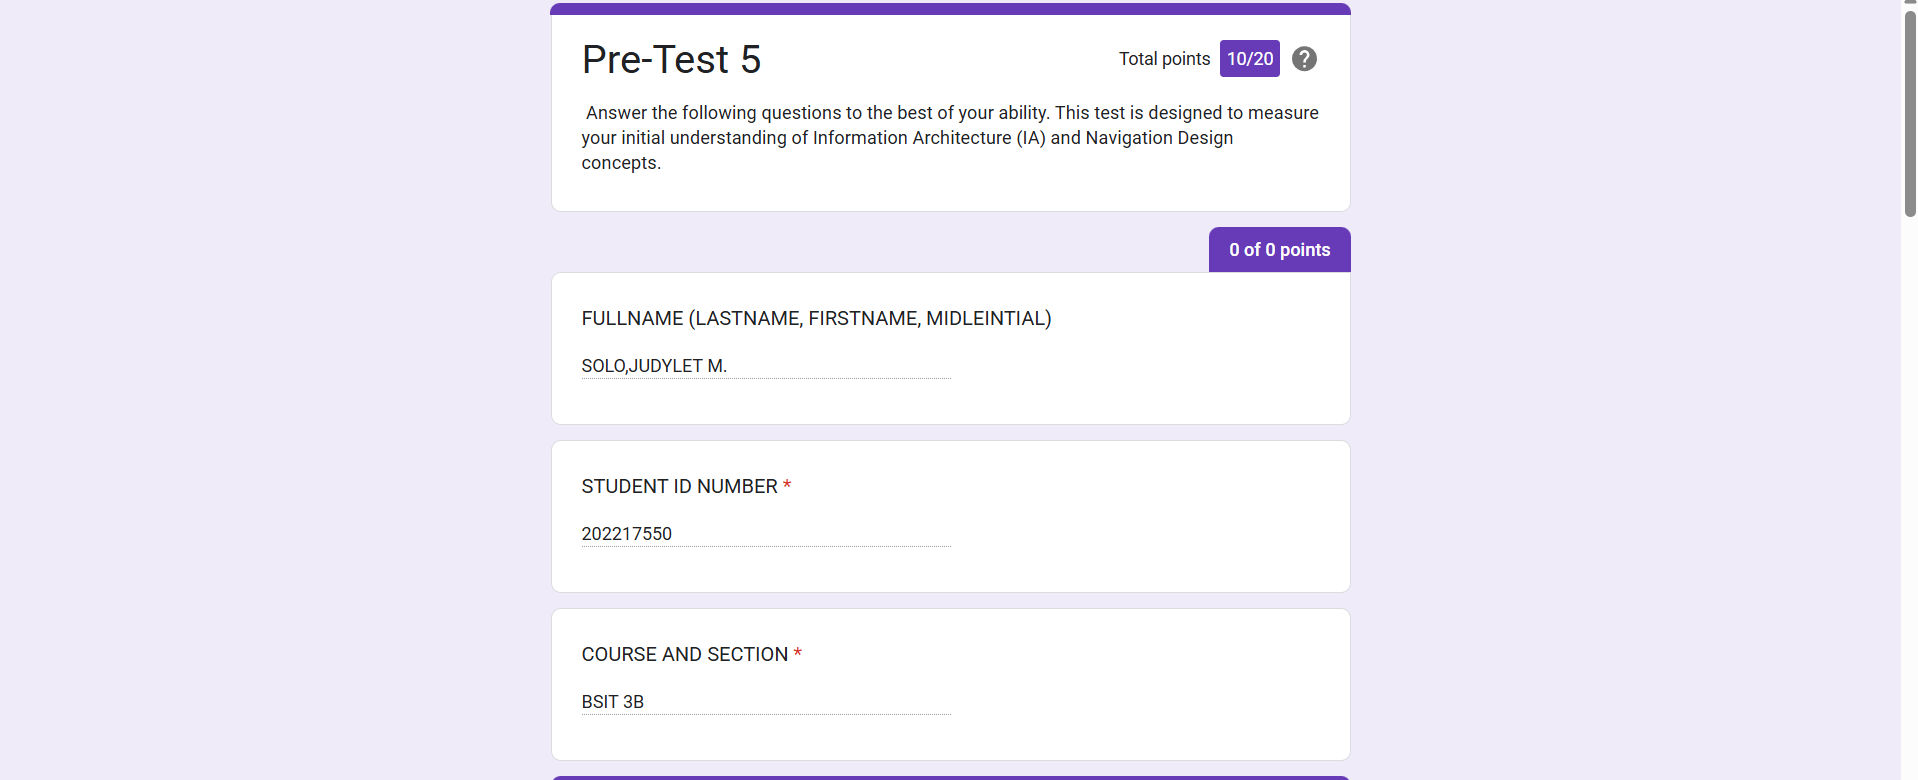 Pre-Test 5
Total points 10/20
Answer the following questions to the best of your ability. This test is designed to measure
your initial understanding of Information Architecture (IA) and Navigation Design
concepts.
0 of 0 points
FULLNAME (LASTNAME, FIRSTNAME, MIDLEINTIAL)
SOLO,JUDYLET M.
STUDENT ID NUMBER *
202217550
COURSE AND SECTION *
BSIT 3B